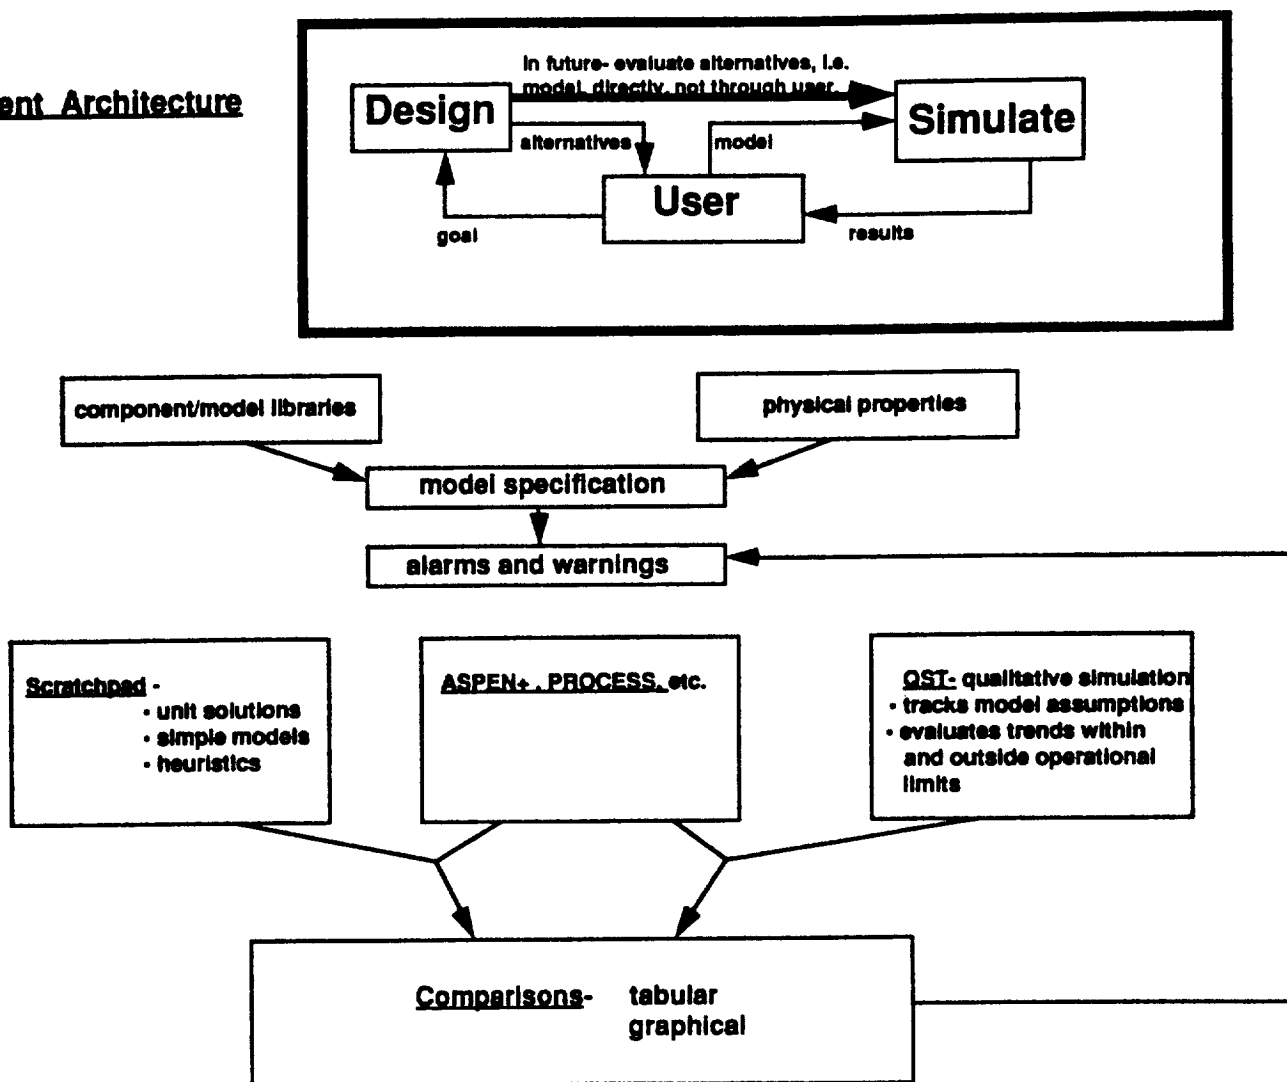 ent Architecture
in future- evaluate alternatives, i.e.
model, directly, not through user.
Design
Simulate
alternatives
model
User
goal
results
component/model libraries
physical properties
model specification
alarms and warnings
Scratchpad -
· unit solutions
· simple models
· heuristics
ASPEN+ , PROCESS, etc.
QST- qualitative simulation
· tracks model assumptions
· evaluates trends within
and outside operational
limits
Comparisons- tabular
graphical